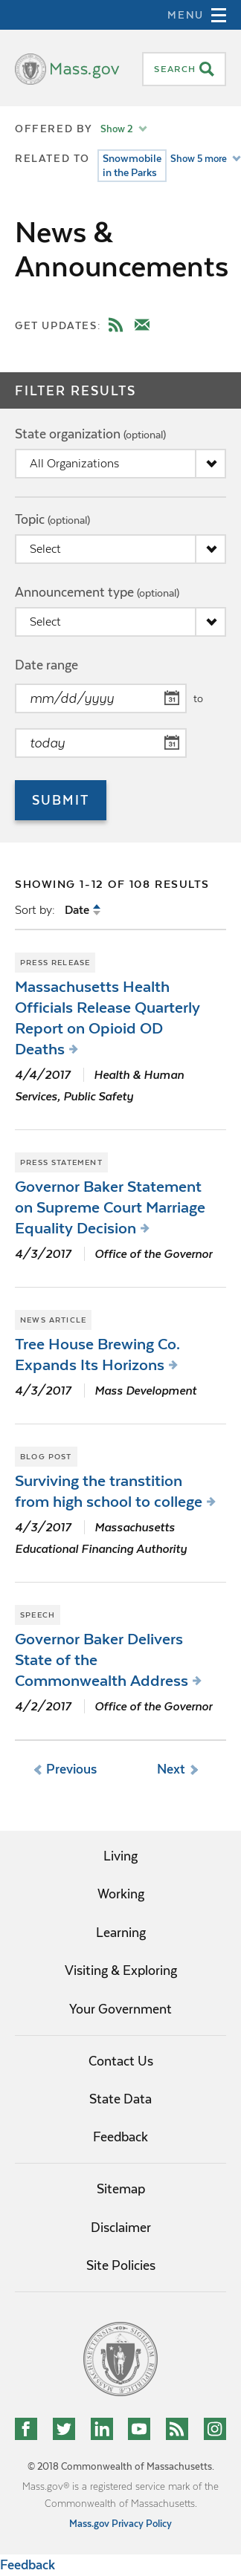 MENU
Mass.gov
SEARCH
OFFERED BY Show 2
RELATED TO Snowmobile Show 5 more
in the Parks
News &
Announcements
GET UPDATES:
FILTER RESULTS
State organization (optional)
All Organizations
Topic (optional)
Select
Announcement type (optional)
Select
Date range
mm/dd/yyyy 31 to
today 31
SUBMIT
SHOWING 1-12 OF 108 RESULTS
Sort by: Date
PRESS RELEASE
Massachusetts Health
Officials Release Quarterly
Report on Opioid OD
Deaths
4/4/2017 Health & Human
Services, Public Safety
PRESS STATEMENT
Governor Baker Statement
on Supreme Court Marriage
Equality Decision
4/3/2017 Office of the Governor
NEWS ARTICLE
Tree House Brewing Co.
Expands Its Horizons
4/3/2017 Mass Development
BLOG POST
Surviving the transtition
from high school to college
4/3/2017 Massachusetts
Educational Financing Authority
SPEECH
Governor Baker Delivers
State of the
Commonwealth Address
4/2/2017 Office of the Governor
Previous Next
Living
Working
Learning
Visiting & Exploring
Your Government
Contact Us
State Data
Feedback
Sitemap
Disclaimer
Site Policies
© 2018 Commonwealth of Massachusetts.
Mass.gov® is a registered service mark of the
Commonwealth of Massachusetts.
Mass.gov Privacy Policy
Feedback